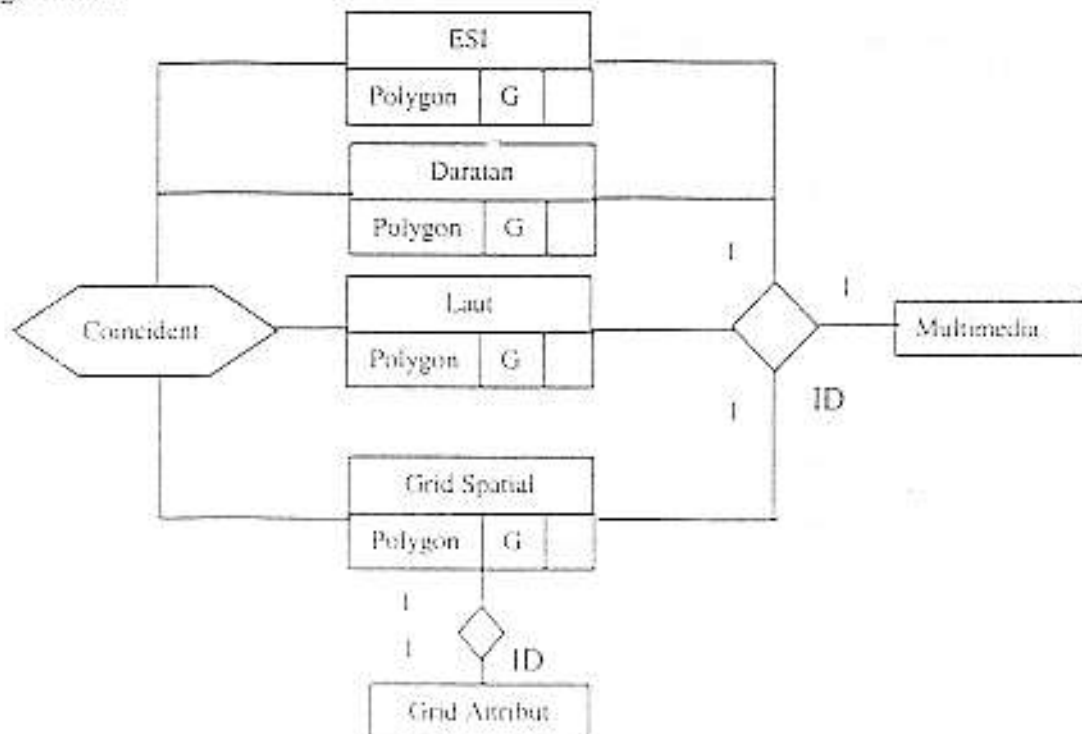 ESI
Polygon G
Daratan
Polygon G
1
Laut
1
Coincident
Multimedia
Polygon G
1
ID
Grid Spatial
Polygon G
1
1
ID
Grid Attribut